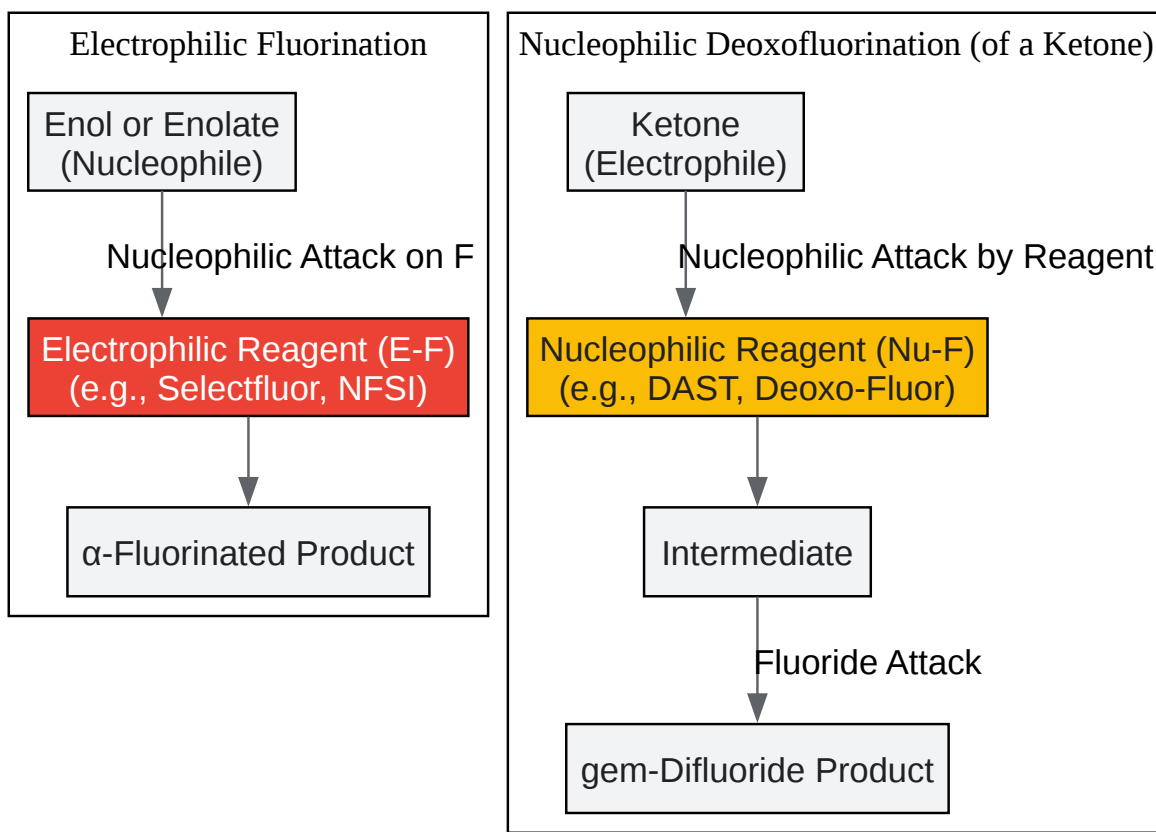 Electrophilic Fluorination
Enol or Enolate
(Nucleophile)
Nucleophilic Attack on F
Electrophilic Reagent (E-F)
(e.g., Selectfluor, NFSI)
α-Fluorinated Product
Nucleophilic Deoxofluorination (of a Ketone)
Ketone
(Electrophile)
Nucleophilic Attack by Reagent
Nucleophilic Reagent (Nu-F)
(e.g., DAST, Deoxo-Fluor)
Intermediate
Fluoride Attack
gem-Difluoride Product